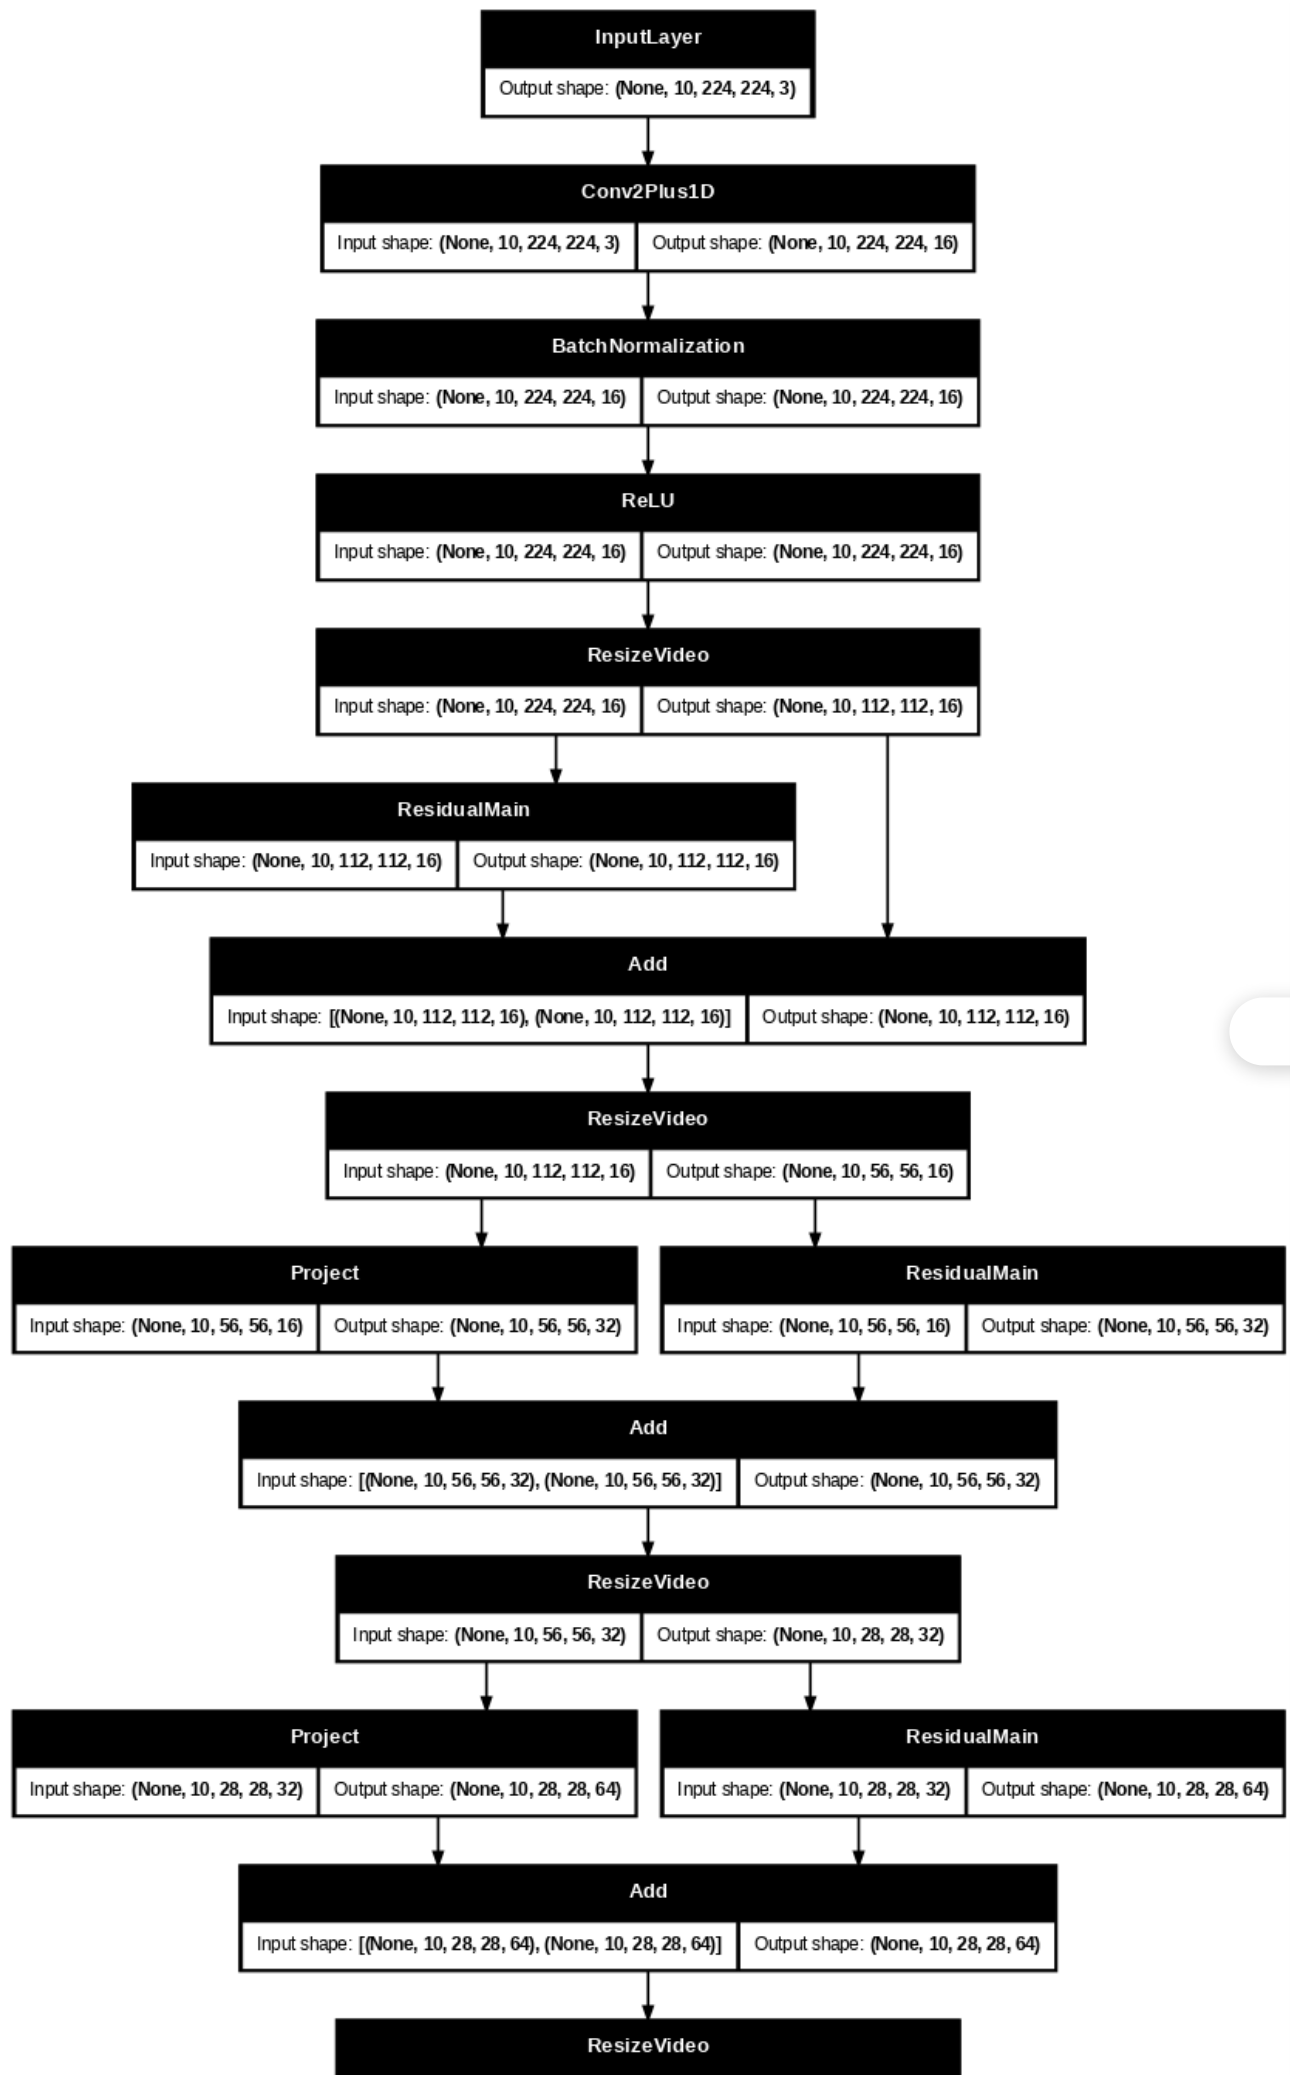 InputLayer
Output shape: (None, 10, 224, 224, 3)
Conv2Plus1D
Input shape: (None, 10, 224, 224, 3) Output shape: (None, 10, 224, 224, 16)
BatchNormalization
Input shape: (None, 10, 224, 224, 16) Output shape: (None, 10, 224, 224, 16)
ReLU
Input shape: (None, 10, 224, 224, 16) Output shape: (None, 10, 224, 224, 16)
ResizeVideo
Input shape: (None, 10, 224, 224, 16) Output shape: (None, 10, 112, 112, 16)
ResidualMain
Input shape: (None, 10, 112, 112, 16) Output shape: (None, 10, 112, 112, 16)
Add
Input shape: [(None, 10, 112, 112, 16), (None, 10, 112, 112, 16)] Output shape: (None, 10, 112, 112, 16)
ResizeVideo
Input shape: (None, 10, 112, 112, 16) Output shape: (None, 10, 56, 56, 16)
Project ResidualMain
Input shape: (None, 10, 56, 56, 16) Output shape: (None, 10, 56, 56, 32) Input shape: (None, 10, 56, 56, 16) Output shape: (None, 10, 56, 56, 32)
Add
Input shape: [(None, 10, 56, 56, 32), (None, 10, 56, 56, 32)] Output shape: (None, 10, 56, 56, 32)
ResizeVideo
Input shape: (None, 10, 56, 56, 32) Output shape: (None, 10, 28, 28, 32)
Project ResidualMain
Input shape: (None, 10, 28, 28, 32) Output shape: (None, 10, 28, 28, 64) Input shape: (None, 10, 28, 28, 32) Output shape: (None, 10, 28, 28, 64)
Add
Input shape: [(None, 10, 28, 28, 64), (None, 10, 28, 28, 64)] Output shape: (None, 10, 28, 28, 64)
ResizeVideo